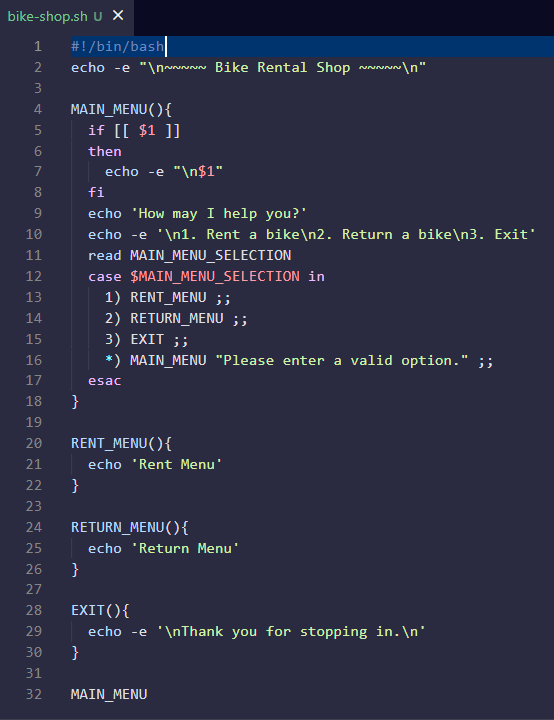 bike-shop.sh U ✕
1 #!/bin/bash
2 echo -e "\n~~~~~ Bike Rental Shop ~~~~~\n"
3
4 MAIN_MENU(){
5   if [[ $1 ]]
6   then
7     echo -e "\n$1"
8   fi
9   echo 'How may I help you?'
10   echo -e '\n1. Rent a bike\n2. Return a bike\n3. Exit'
11   read MAIN_MENU_SELECTION
12   case $MAIN_MENU_SELECTION in
13     1) RENT_MENU ;;
14     2) RETURN_MENU ;;
15     3) EXIT ;;
16     *) MAIN_MENU "Please enter a valid option." ;;
17   esac
18 }
19
20 RENT_MENU(){
21   echo 'Rent Menu'
22 }
23
24 RETURN_MENU(){
25   echo 'Return Menu'
26 }
27
28 EXIT(){
29   echo -e '\nThank you for stopping in.\n'
30 }
31
32 MAIN_MENU